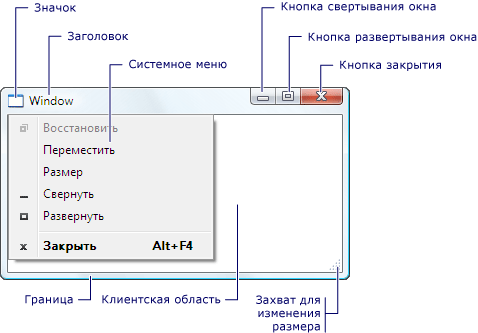 Значок
Кнопка свертывания окна
Заголовок
Кнопка развертывания окна
Системное меню
Кнопка закрытия
Window
Восстановить
Переместить
Размер
Свернуть
Развернуть
Закрыть Alt+F4
Граница
Клиентская область
Захват для
изменения
размера